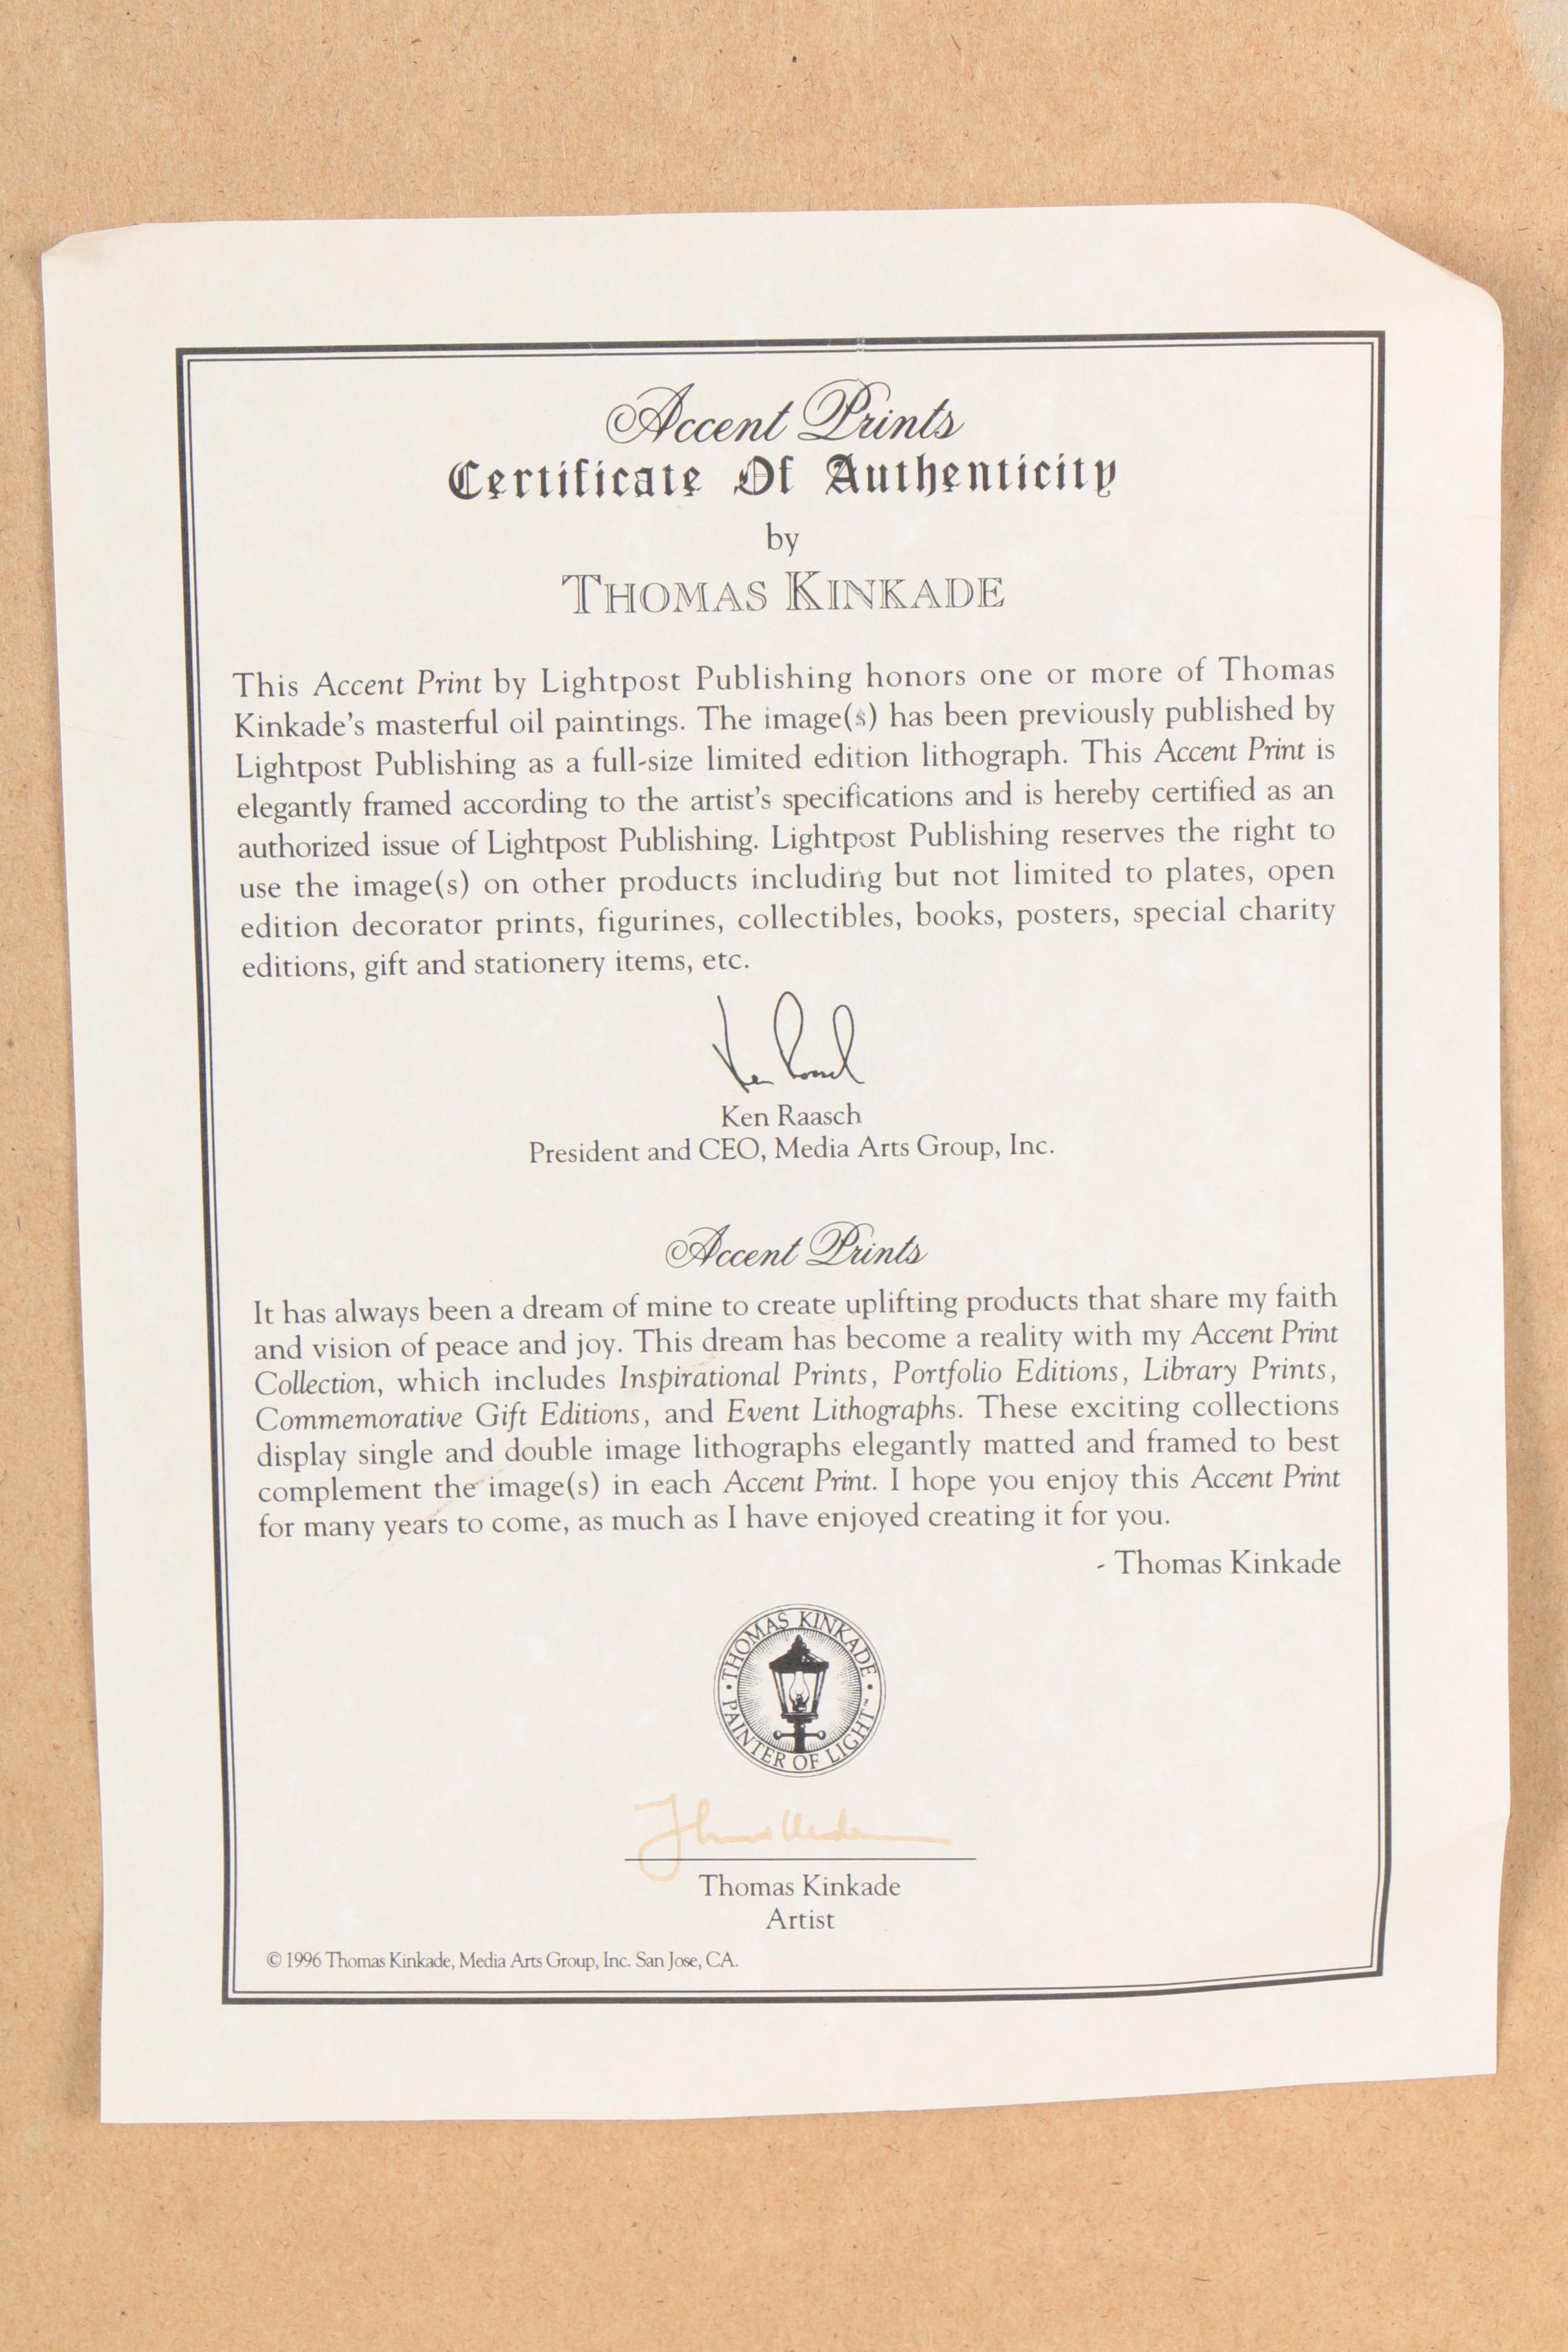 Accent Prints
Certificate Of Authenticity
by
THOMAS KINKADE
This Accent Print by Lightpost Publishing honors one or more of Thomas
Kinkade's masterful oil paintings. The image(s) has been previously published by
Lightpost Publishing as a full-size limited edition lithograph. This Accent Print is
elegantly framed according to the artist's specifications and is hereby certified as an
authorized issue of Lightpost Publishing. Lightpost Publishing reserves the right to
use the image(s) on other products including but not limited to plates, open
edition decorator prints, figurines, collectibles, books, posters, special charity
editions, gift and stationery items, etc.
Ken Raasch
Ken Raasch
President and CEO, Media Arts Group, Inc.
Accent Prints
It has always been a dream of mine to create uplifting products that share my faith
and vision of peace and joy. This dream has become a reality with my Accent Print
Collection, which includes Inspirational Prints, Portfolio Editions, Library Prints,
Commemorative Gift Editions, and Event Lithographs. These exciting collections
display single and double image lithographs elegantly matted and framed to best
complement the image(s) in each Accent Print. I hope you enjoy this Accent Print
for many years to come, as much as I have enjoyed creating it for you.
- Thomas Kinkade
· THOMAS KINKADE ·
PAINTER OF LIGHT™
Thomas Kinkade
Thomas Kinkade
Artist
© 1996 Thomas Kinkade, Media Arts Group, Inc. San Jose, CA.